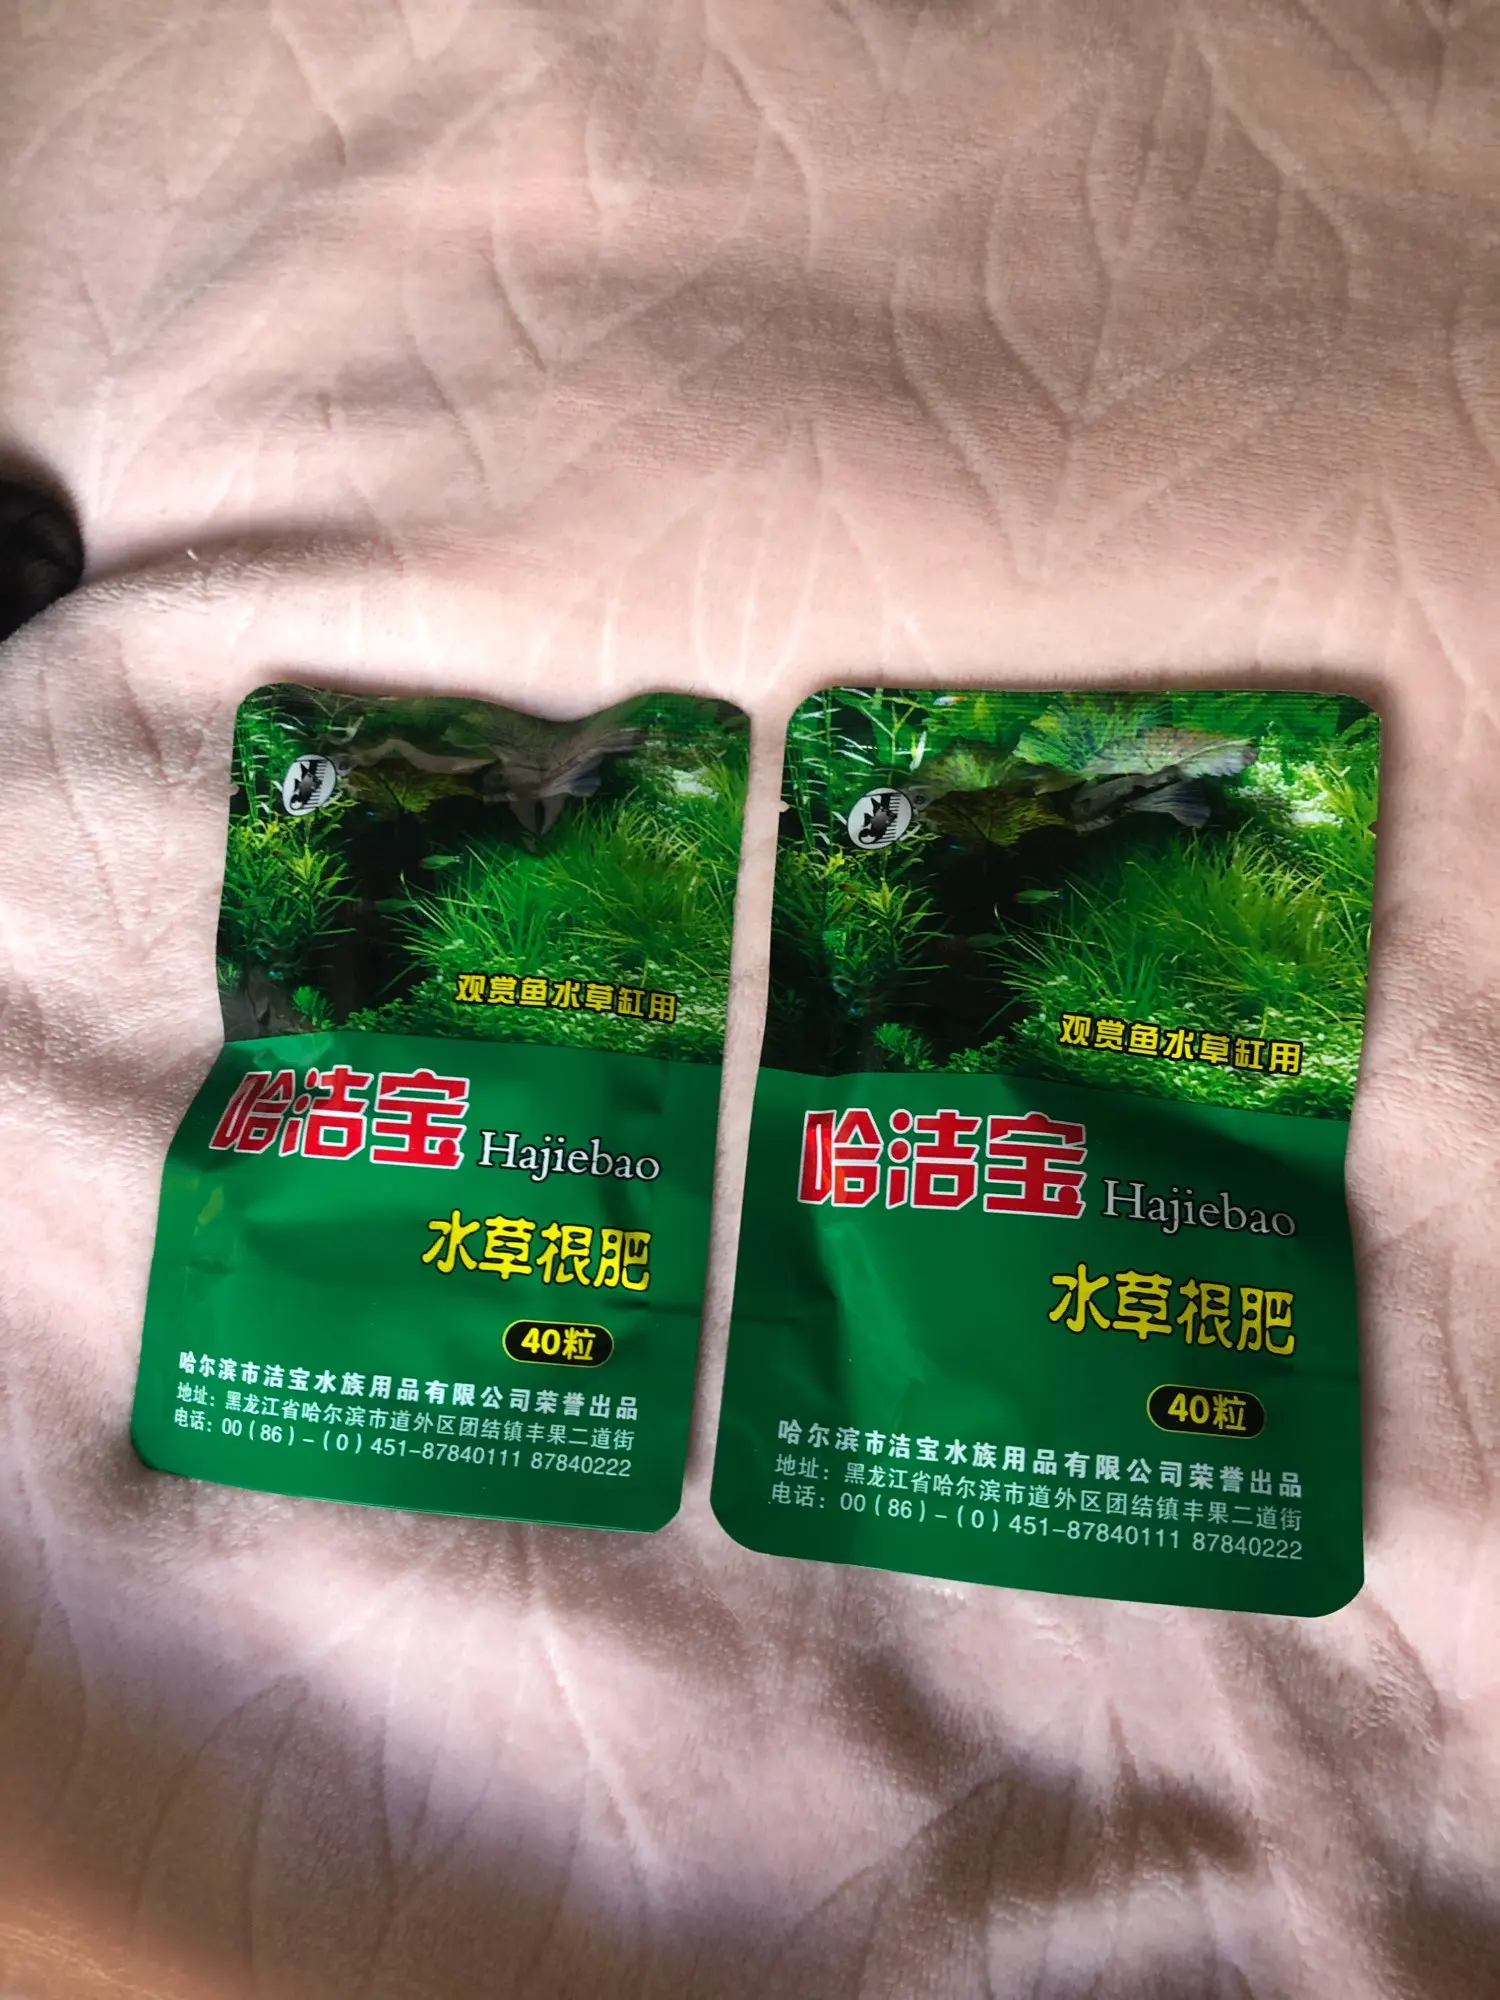 观赏鱼水草缸用
哈洁宝 Hajiebao
水草根肥
40粒
哈尔滨市洁宝水族用品有限公司荣誉出品
地址：黑龙江省哈尔滨市道外区团结镇丰果二道街
电话：00(86)-(0)451-87840111 87840222
观赏鱼水草缸用
哈洁宝 Hajiebao
水草根肥
40粒
哈尔滨市洁宝水族用品有限公司荣誉出品
地址：黑龙江省哈尔滨市道外区团结镇丰果二道街
电话：00(86)-(0)451-87840111 87840222